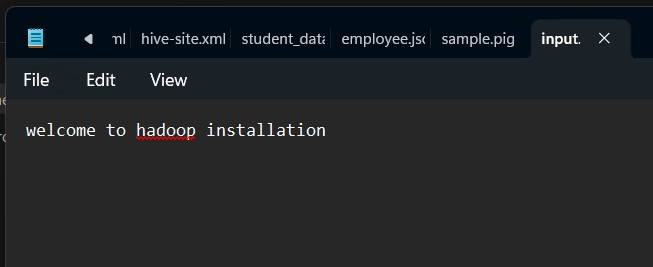 ml hive-site.xml student_data employee.jsc sample.pig input.
File Edit View
welcome to hadoop installation